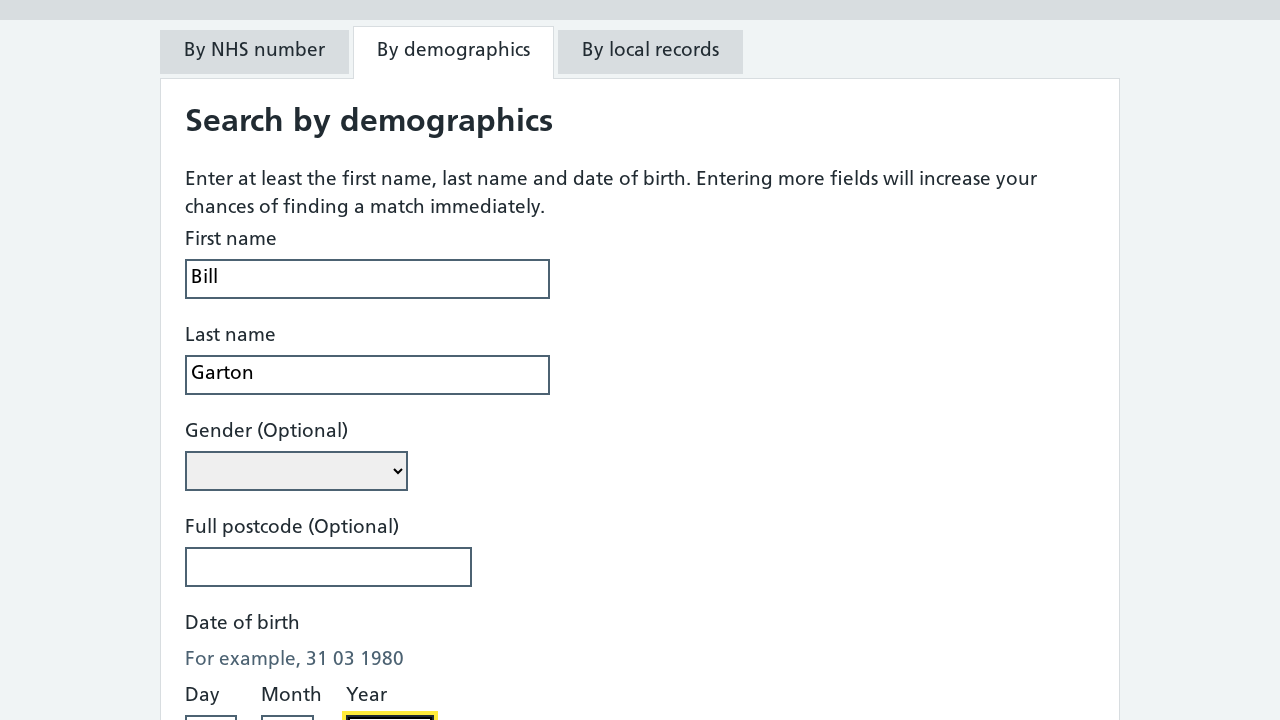 By NHS number
By demographics
By local records
Search by demographics
Enter at least the first name, last name and date of birth. Entering more fields will increase your
chances of finding a match immediately.
First name
Bill
Last name
Garton
Gender (Optional)
Full postcode (Optional)
Date of birth
For example, 31 03 1980
Day
Month
Year